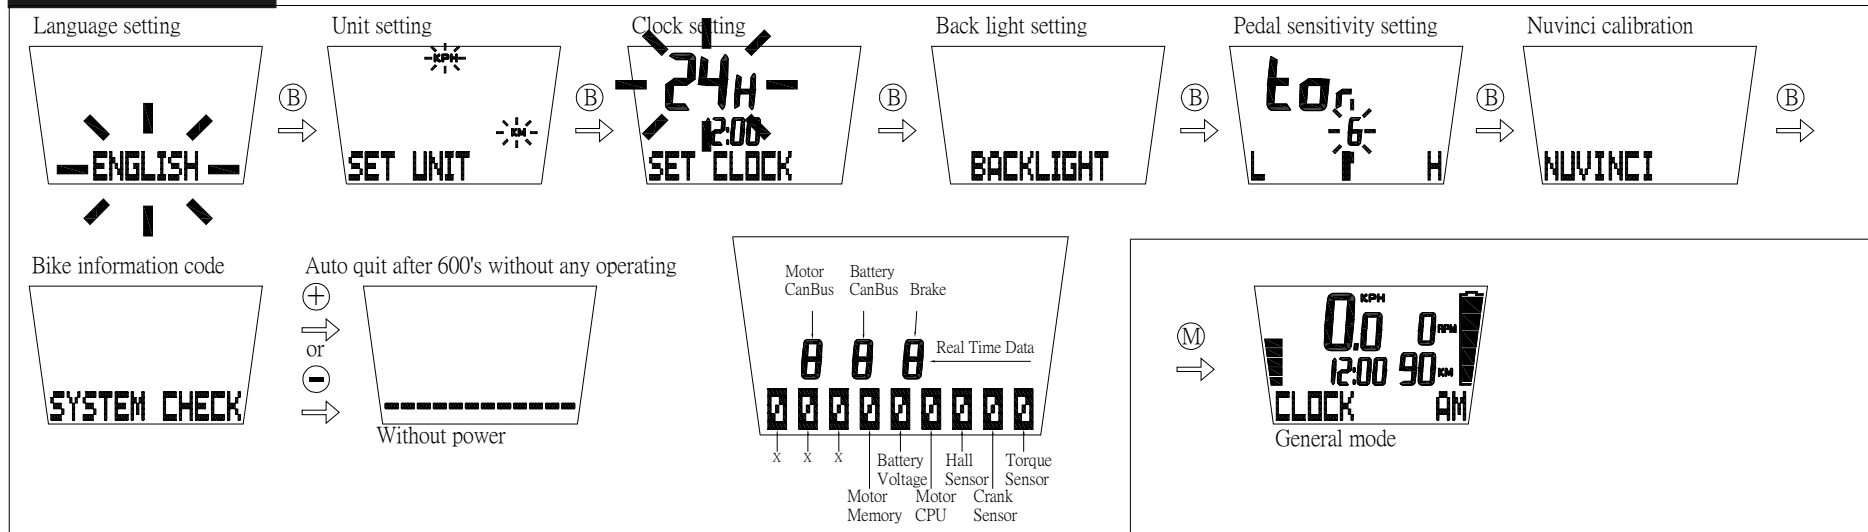 Language setting
ENGLISH
B
Unit setting
KPH
KM
SET UNIT
B
Clock setting
24H
12:00
SET CLOCK
B
Back light setting
BACKLIGHT
B
Pedal sensitivity setting
tor
6
L H
B
Nuvinci calibration
NUVINCI
B
Bike information code
SYSTEM CHECK
+
or
-
Auto quit after 600's without any operating
Without power
Motor
CanBus
Battery
CanBus
Brake
8 8 8
Real Time Data
0 0 0 0 0 0 0 0 0
X X X
Motor
Memory
Battery
Voltage
Motor
CPU
Hall
Sensor
Crank
Sensor
Torque
Sensor
M
0.0 KPH
0 RPM
12:00
90 KM
CLOCK AM
General mode